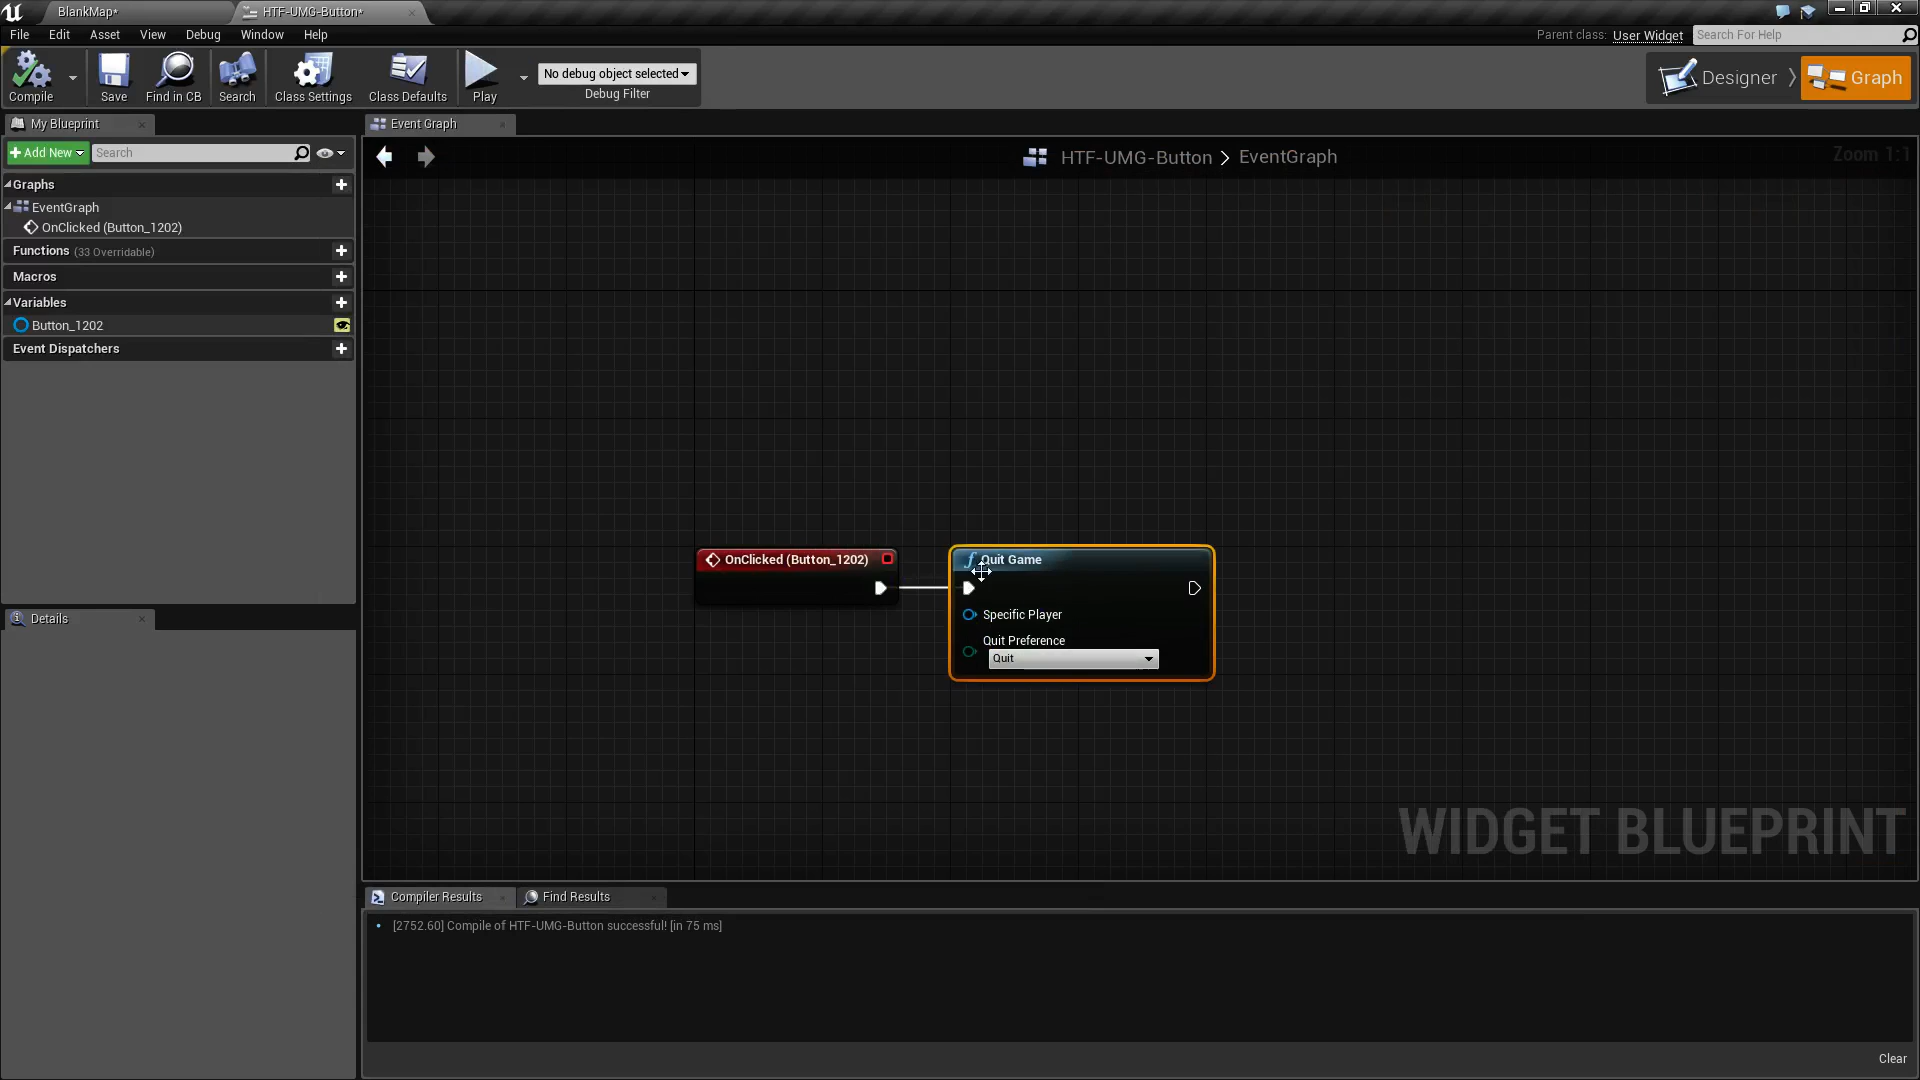 BlankMap*
HTF-UMG-Button*
File Edit Asset View Debug Window Help
Parent class: User Widget
Search For Help
Compile
Save
Find in CB
Search
Class Settings
Class Defaults
Play
No debug object selected
Debug Filter
Designer
Graph
My Blueprint
Event Graph
Add New
Search
HTF-UMG-Button > EventGraph
Zoom 1:1
Graphs
EventGraph
OnClicked (Button_1202)
Functions (33 Overridable)
Macros
Variables
Button_1202
Event Dispatchers
OnClicked (Button_1202)
f Quit Game
Specific Player
Quit Preference
Quit
Details
WIDGET BLUEPRINT
Compiler Results
Find Results
[2752.60] Compile of HTF-UMG-Button successful! [in 75 ms]
Clear